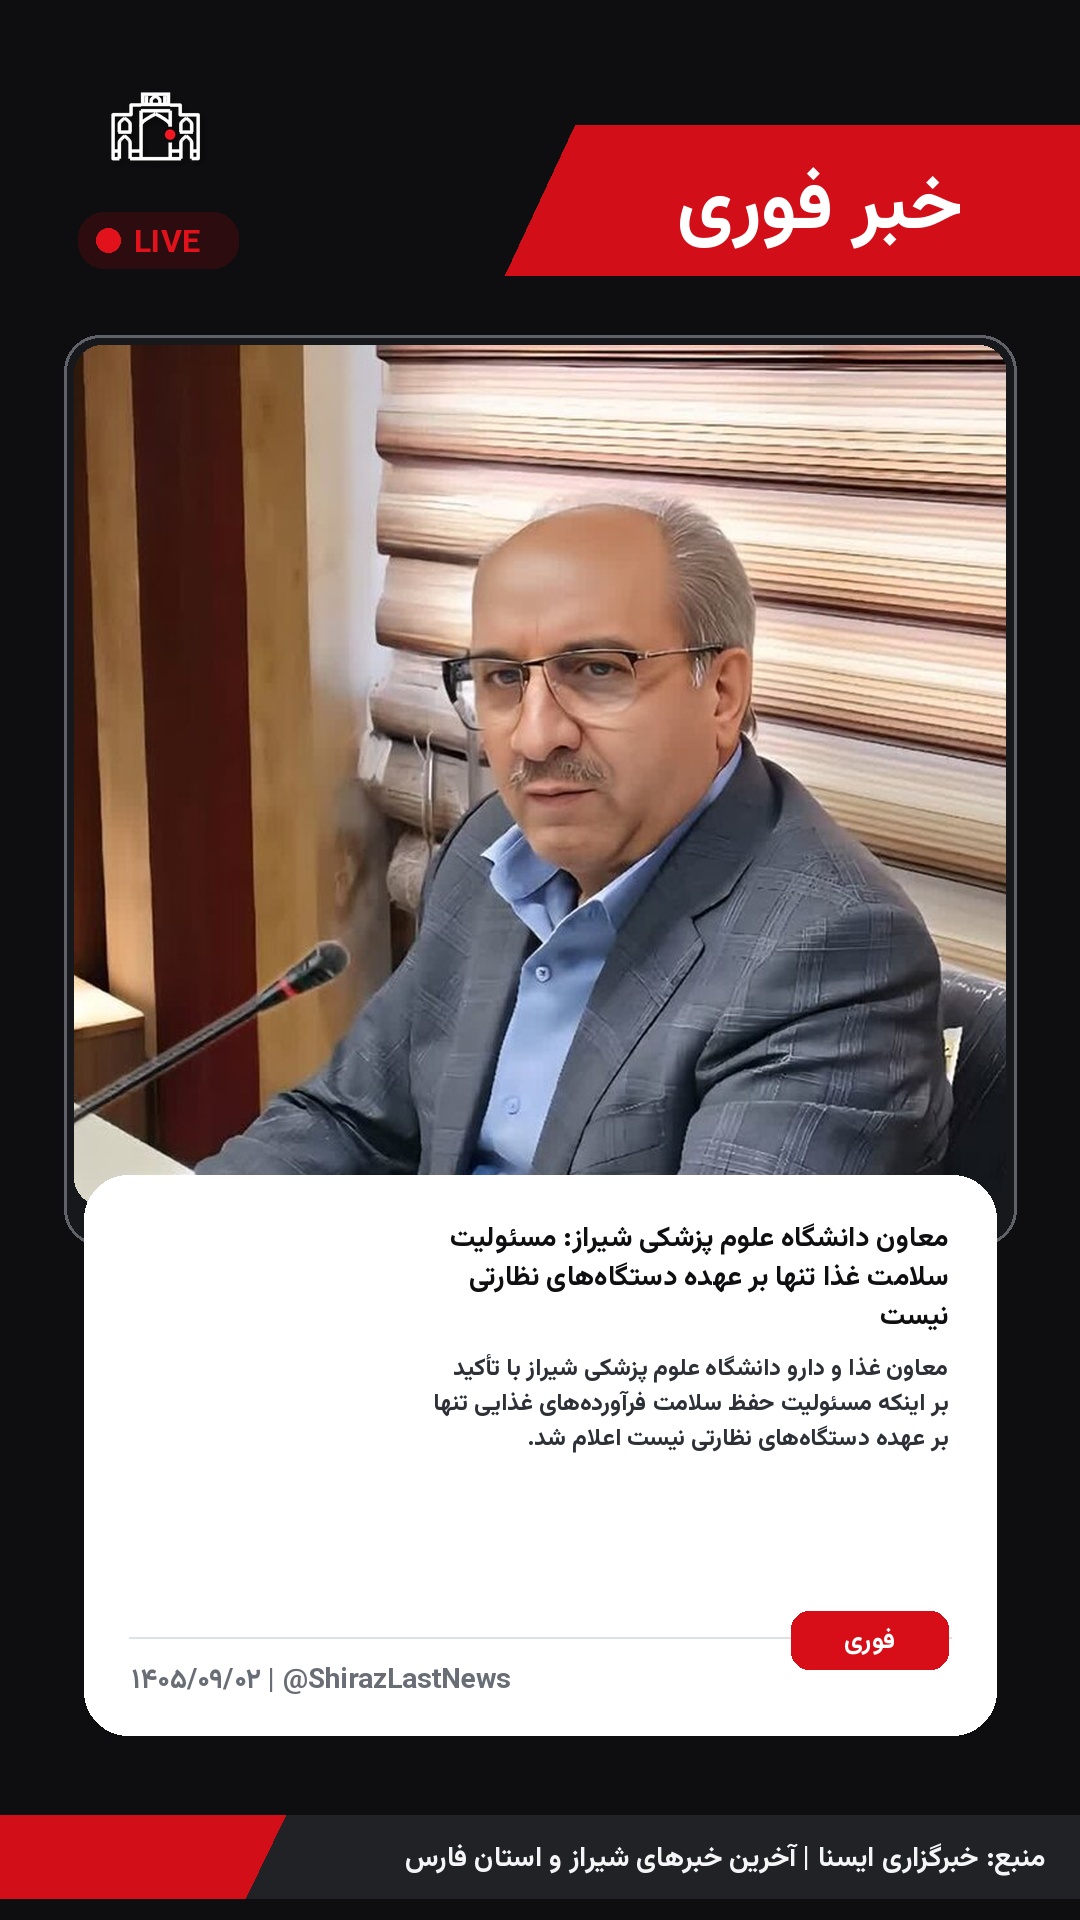 خبر فوری
LIVE
معاون دانشگاه علوم پزشکی شیراز: مسئولیت
سلامت غذا تنها بر عهده دستگاه‌های نظارتی
نیست
معاون غذا و دارو دانشگاه علوم پزشکی شیراز با تأکید
بر اینکه مسئولیت حفظ سلامت فرآورده‌های غذایی تنها
بر عهده دستگاه‌های نظارتی نیست اعلام شد.
فوری
۱۴۰۵/۰۹/۰۲ | @ShirazLastNews
منبع: خبرگزاری ایسنا | آخرین خبرهای شیراز و استان فارس